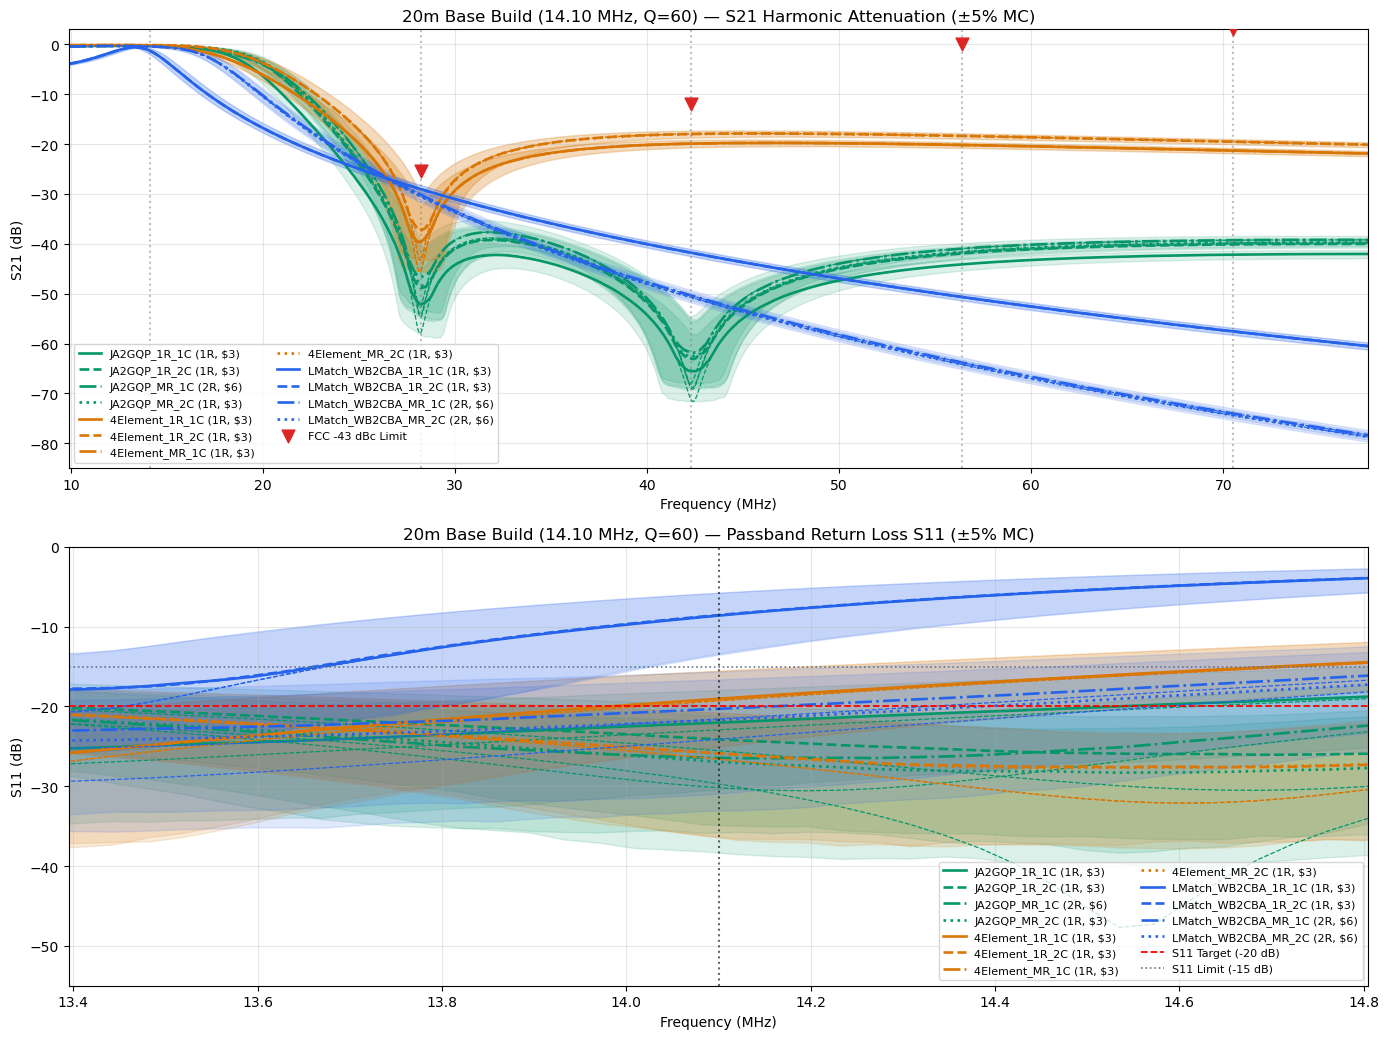 20m Base Build (14.10 MHz, Q=60) — S21 Harmonic Attenuation (±5% MC)
0
−10
−20
−30
−40
−50
−60
−70
−80
S21 (dB)
JA2GQP_1R_1C (1R, $3)
JA2GQP_1R_2C (1R, $3)
JA2GQP_MR_1C (2R, $6)
JA2GQP_MR_2C (1R, $3)
4Element_1R_1C (1R, $3)
4Element_1R_2C (1R, $3)
4Element_MR_1C (1R, $3)
4Element_MR_2C (1R, $3)
LMatch_WB2CBA_1R_1C (1R, $3)
LMatch_WB2CBA_1R_2C (1R, $3)
LMatch_WB2CBA_MR_1C (2R, $6)
LMatch_WB2CBA_MR_2C (2R, $6)
FCC -43 dBc Limit
10 20 30 40 50 60 70
Frequency (MHz)
20m Base Build (14.10 MHz, Q=60) — Passband Return Loss S11 (±5% MC)
0
−10
−20
−30
−40
−50
S11 (dB)
JA2GQP_1R_1C (1R, $3)
JA2GQP_1R_2C (1R, $3)
JA2GQP_MR_1C (2R, $6)
JA2GQP_MR_2C (1R, $3)
4Element_1R_1C (1R, $3)
4Element_1R_2C (1R, $3)
4Element_MR_1C (1R, $3)
4Element_MR_2C (1R, $3)
LMatch_WB2CBA_1R_1C (1R, $3)
LMatch_WB2CBA_1R_2C (1R, $3)
LMatch_WB2CBA_MR_1C (2R, $6)
LMatch_WB2CBA_MR_2C (2R, $6)
S11 Target (-20 dB)
S11 Limit (-15 dB)
13.4 13.6 13.8 14.0 14.2 14.4 14.6 14.8
Frequency (MHz)